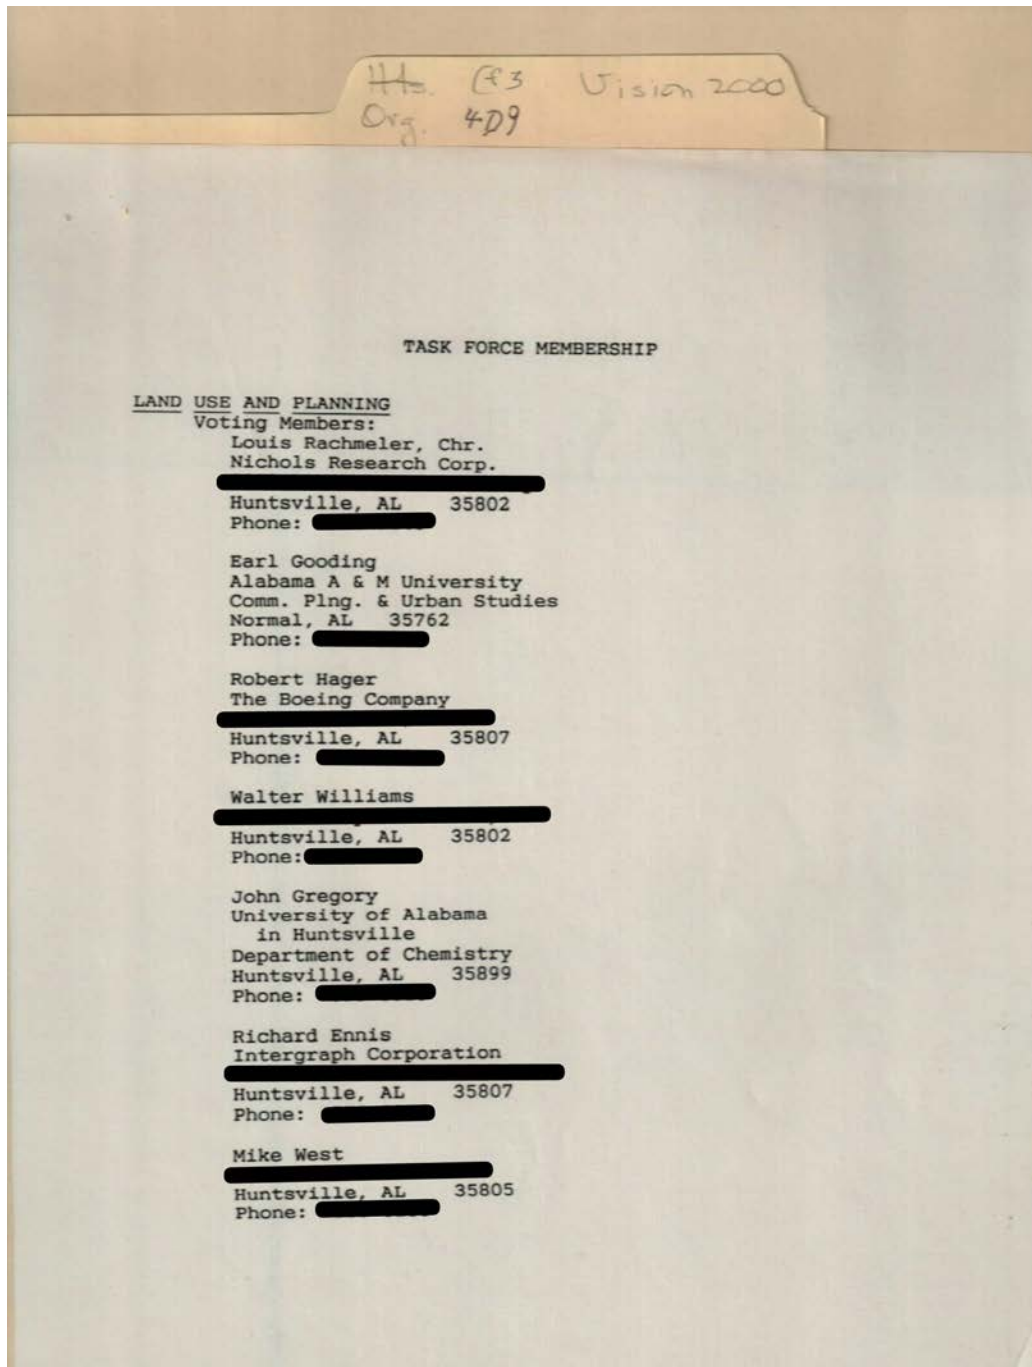 Hts. Cf3 Vision 2000
Org. 4D9
TASK FORCE MEMBERSHIP
LAND USE AND PLANNING
Voting Members:
Louis Rachmeler, Chr.
Nichols Research Corp.
Huntsville, AL 35802
Phone:
Earl Gooding
Alabama A & M University
Comm. Plng. & Urban Studies
Normal, AL 35762
Phone:
Robert Hager
The Boeing Company
Huntsville, AL 35807
Phone:
Walter Williams
Huntsville, AL 35802
Phone:
John Gregory
University of Alabama
in Huntsville
Department of Chemistry
Huntsville, AL 35899
Phone:
Richard Ennis
Intergraph Corporation
Huntsville, AL 35807
Phone:
Mike West
Huntsville, AL 35805
Phone: